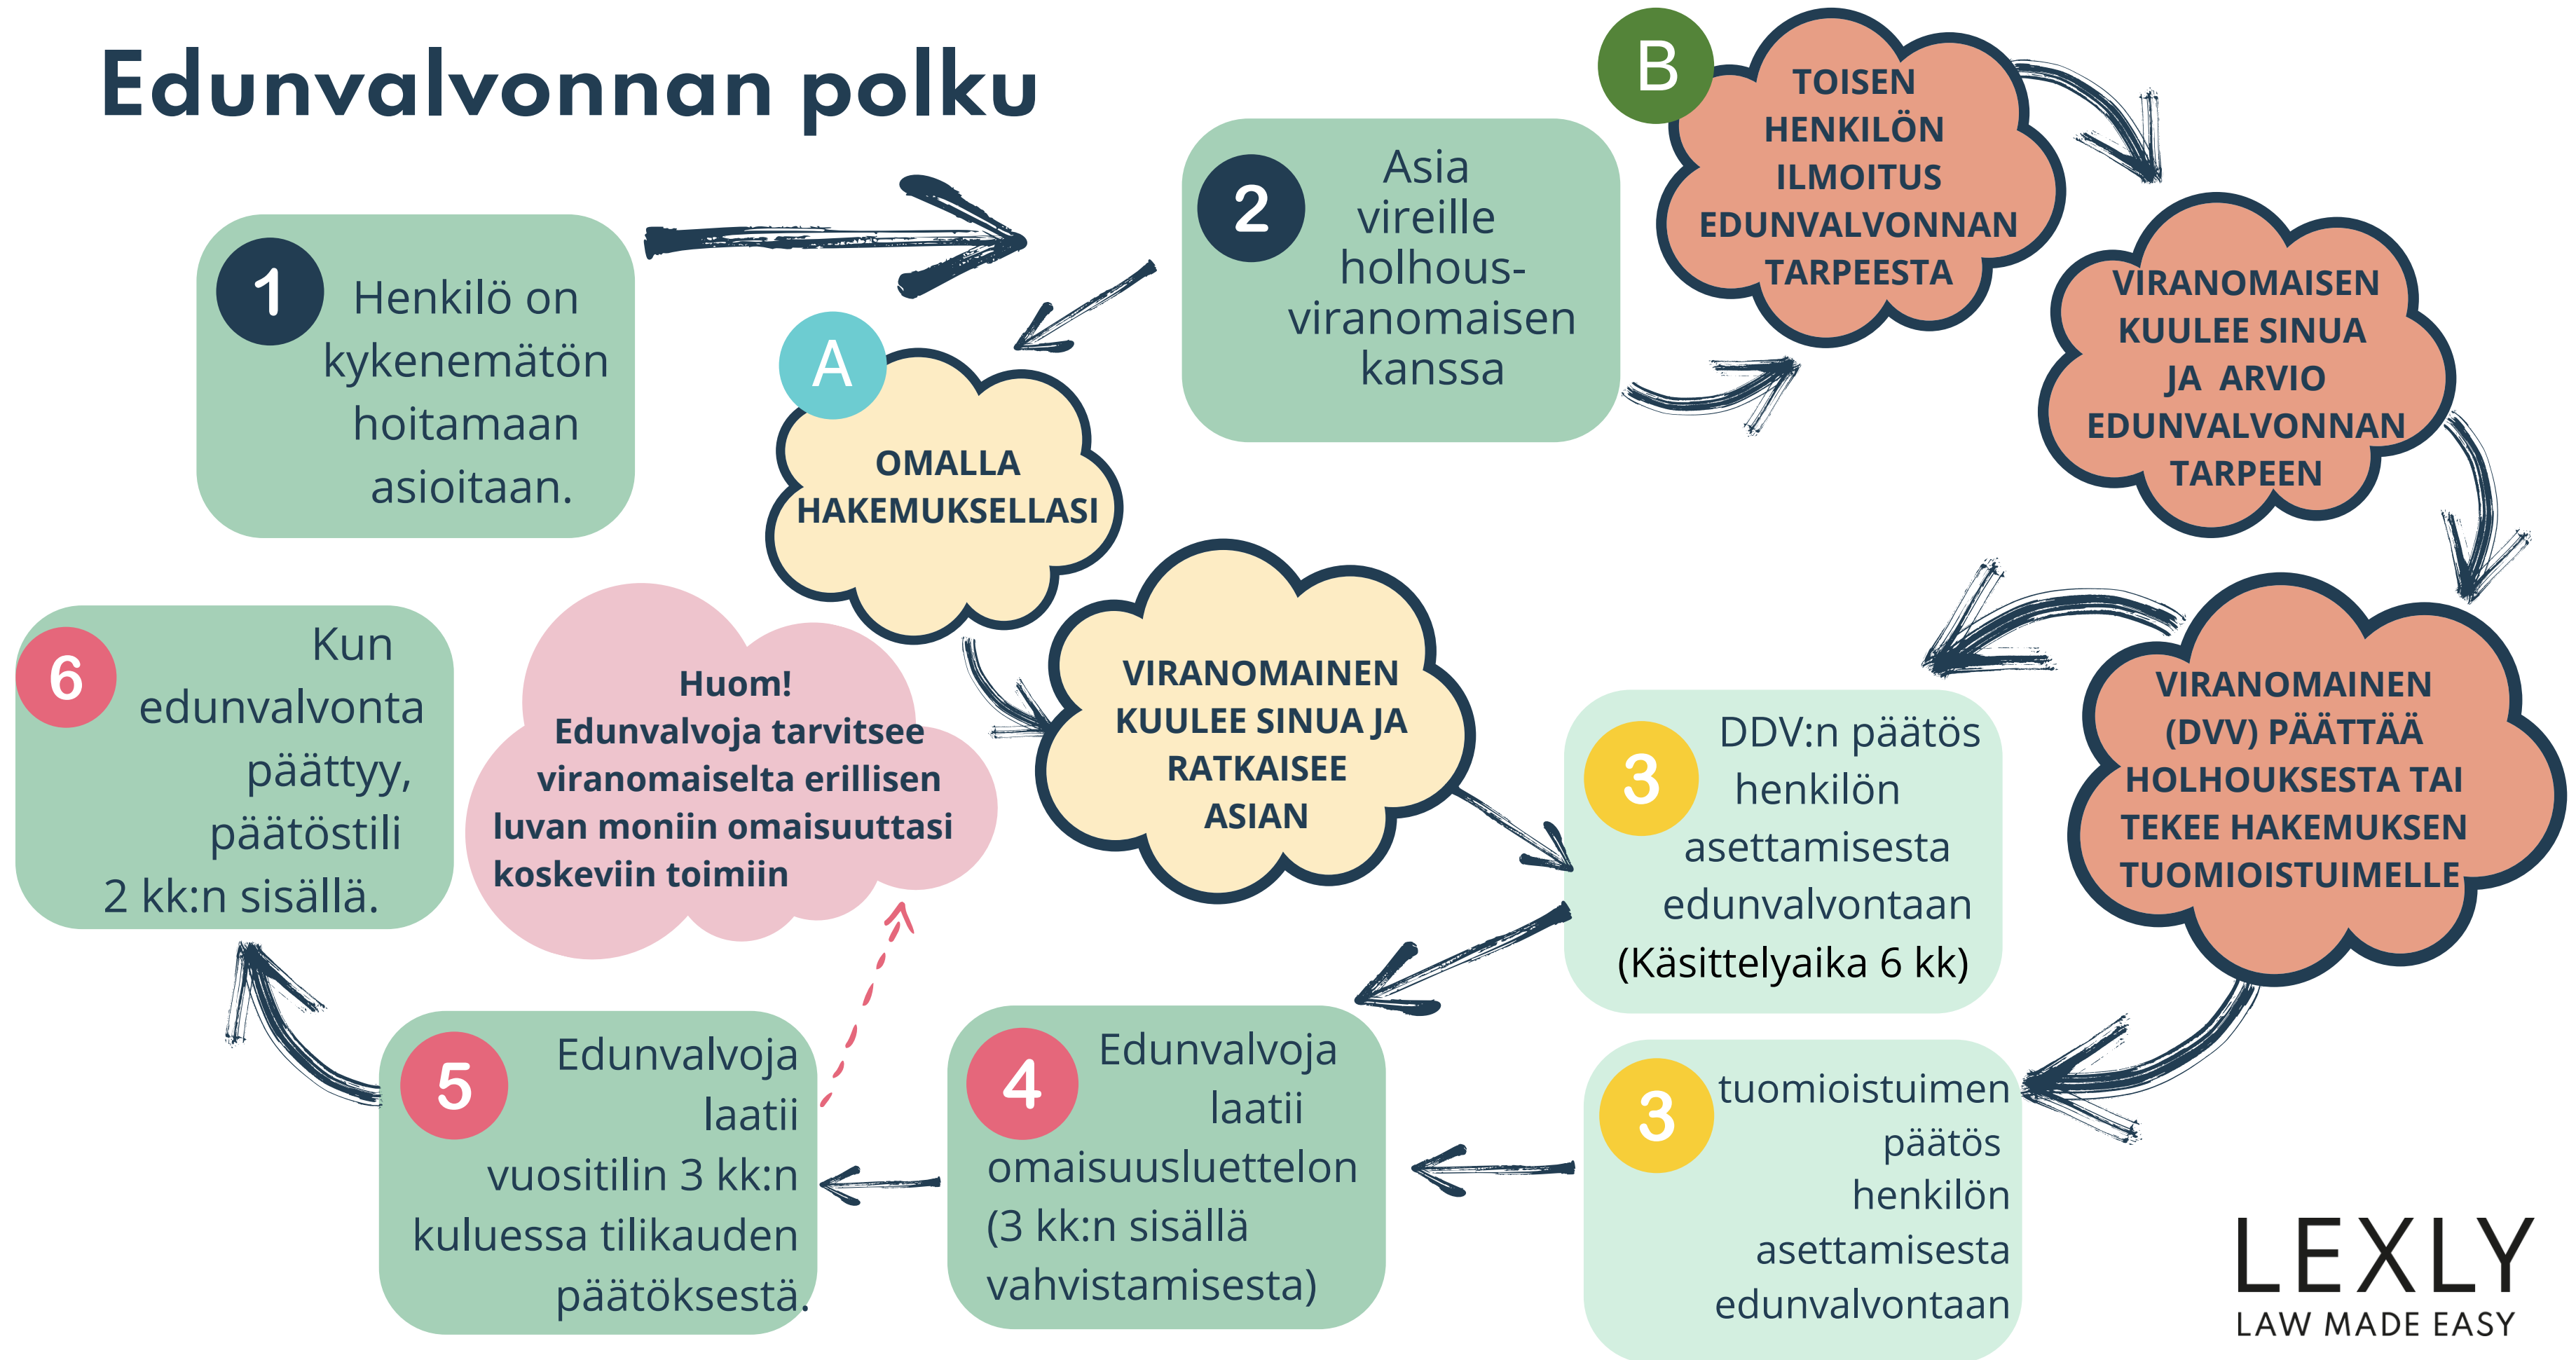 Edunvalvonnan polku
1
Henkilö on
kykenemätön
hoitamaan
asioitaan.
2
Asia
vireille
holhous-
viranomaisen
kanssa
A
OMALLA
HAKEMUKSELLASI
VIRANOMAINEN
KUULEE SINUA JA
RATKAISEE
ASIAN
B
TOISEN
HENKILÖN
ILMOITUS
EDUNVALVONNAN
TARPEESTA
VIRANOMAISEN
KUULEE SINUA
JA ARVIO
EDUNVALVONNAN
TARPEEN
VIRANOMAINEN
(DVV) PÄÄTTÄÄ
HOLHOUKSESTA TAI
TEKEE HAKEMUKSEN
TUOMIOISTUIMELLE
3
DDV:n päätös
henkilön
asettamisesta
edunvalvontaan
(Käsittelyaika 6 kk)
3
tuomioistuimen
päätös
henkilön
asettamisesta
edunvalvontaan
4
Edunvalvoja
laatii
omaisuusluettelon
(3 kk:n sisällä
vahvistamisesta)
5
Edunvalvoja
laatii
vuositilin 3 kk:n
kuluessa tilikauden
päätöksestä.
Huom!
Edunvalvoja tarvitsee
viranomaiselta erillisen
luvan moniin omaisuuttasi
koskeviin toimiin
6
Kun
edunvalvonta
päättyy,
päätöstili
2 kk:n sisällä.
LEXLY
LAW MADE EASY